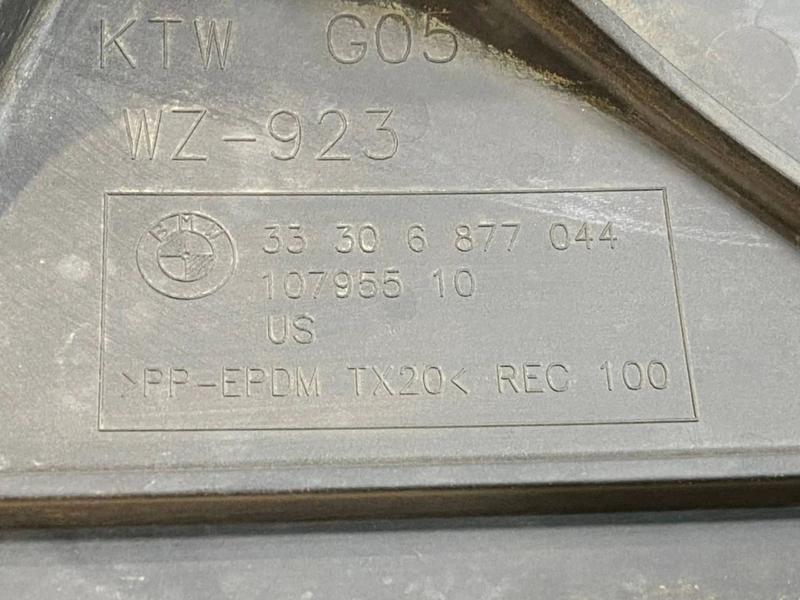 KTW G05
WZ-923
BMW
33 30 6 877 044
107955 10
US
>PP-EPDM TX20< REC 100